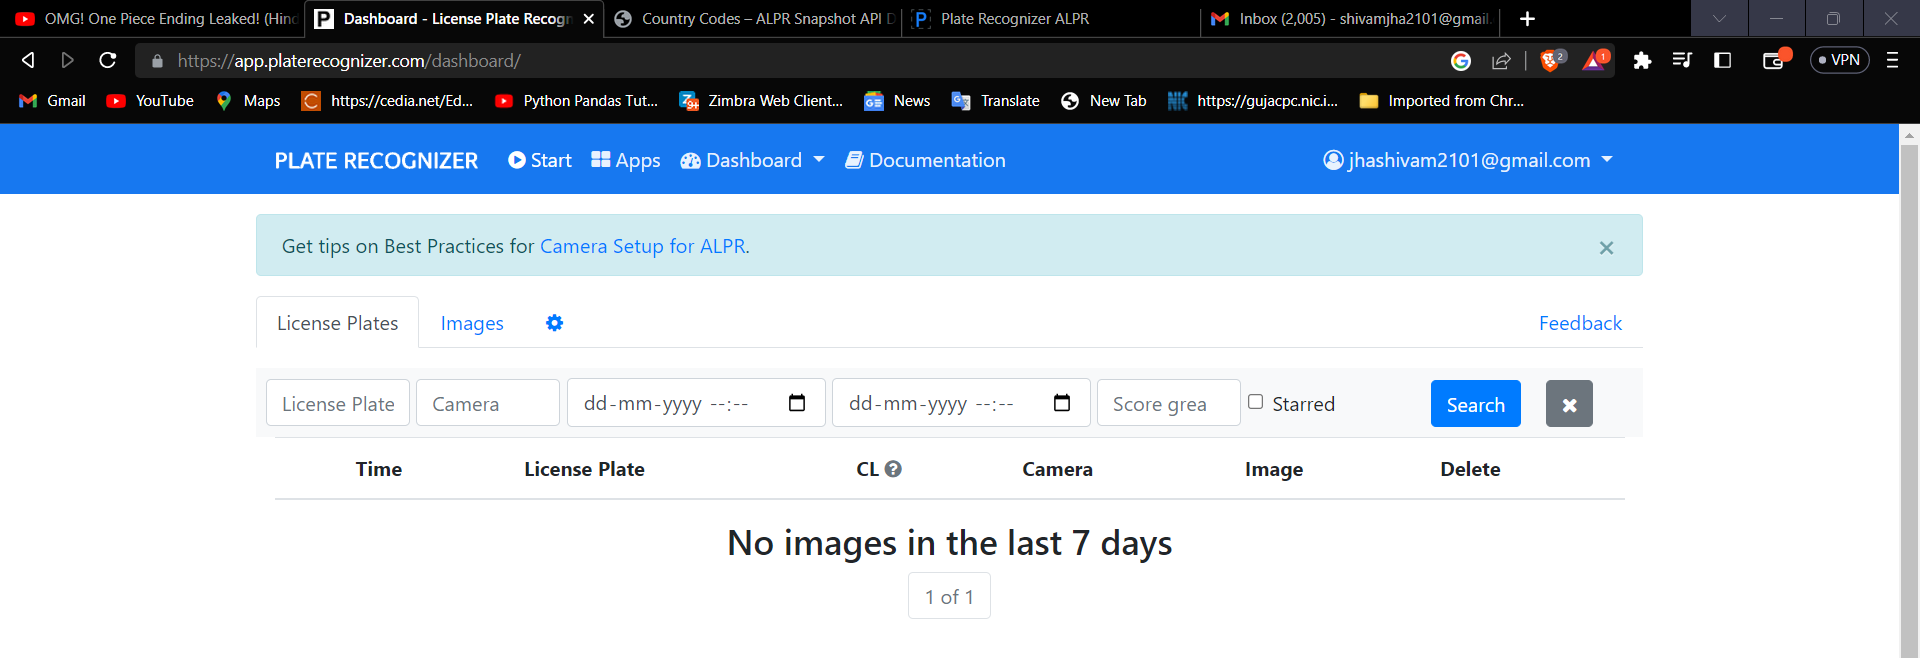 OMG! One Piece Ending Leaked! (Hind
Dashboard - License Plate Recogn
Country Codes – ALPR Snapshot API D
Plate Recognizer ALPR
Inbox (2,005) - shivamjha2101@gmail.
https://app.platerecognizer.com/dashboard/
2
1
VPN
Gmail
YouTube
Maps
https://cedia.net/Ed...
Python Pandas Tut...
Zimbra Web Client...
News
Translate
New Tab
https://gujacpc.nic.i...
Imported from Chr...
PLATE RECOGNIZER
Start
Apps
Dashboard
Documentation
jhashivam2101@gmail.com
Get tips on Best Practices for Camera Setup for ALPR.
License Plates
Images
Feedback
License Plate
Camera
dd-mm-yyyy --:--
dd-mm-yyyy --:--
Score grea
Starred
Search
Time
License Plate
CL
Camera
Image
Delete
No images in the last 7 days
1 of 1